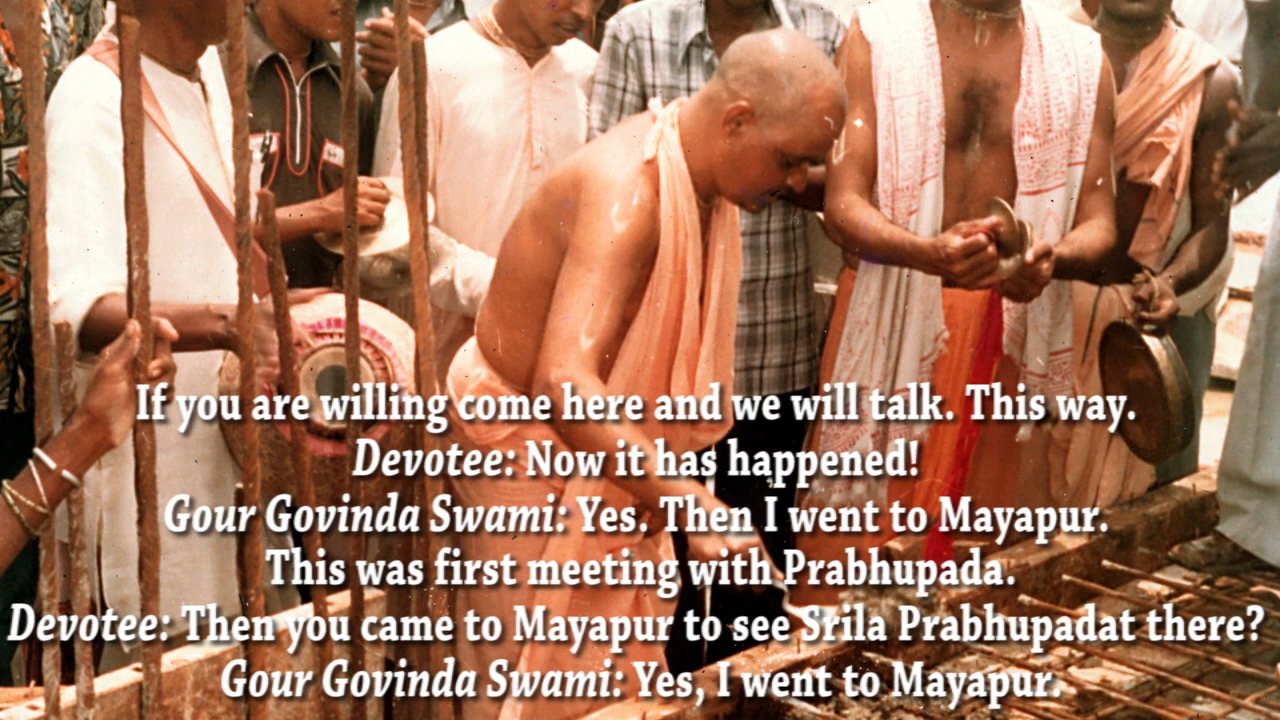 If you are willing come here and we will talk. This way.
Devotee: Now it has happened!
Gour Govinda Swami: Yes. Then I went to Mayapur.
This was first meeting with Prabhupada.
Devotee: Then you came to Mayapur to see Srila Prabhupadat there?
Gour Govinda Swami: Yes, I went to Mayapur.